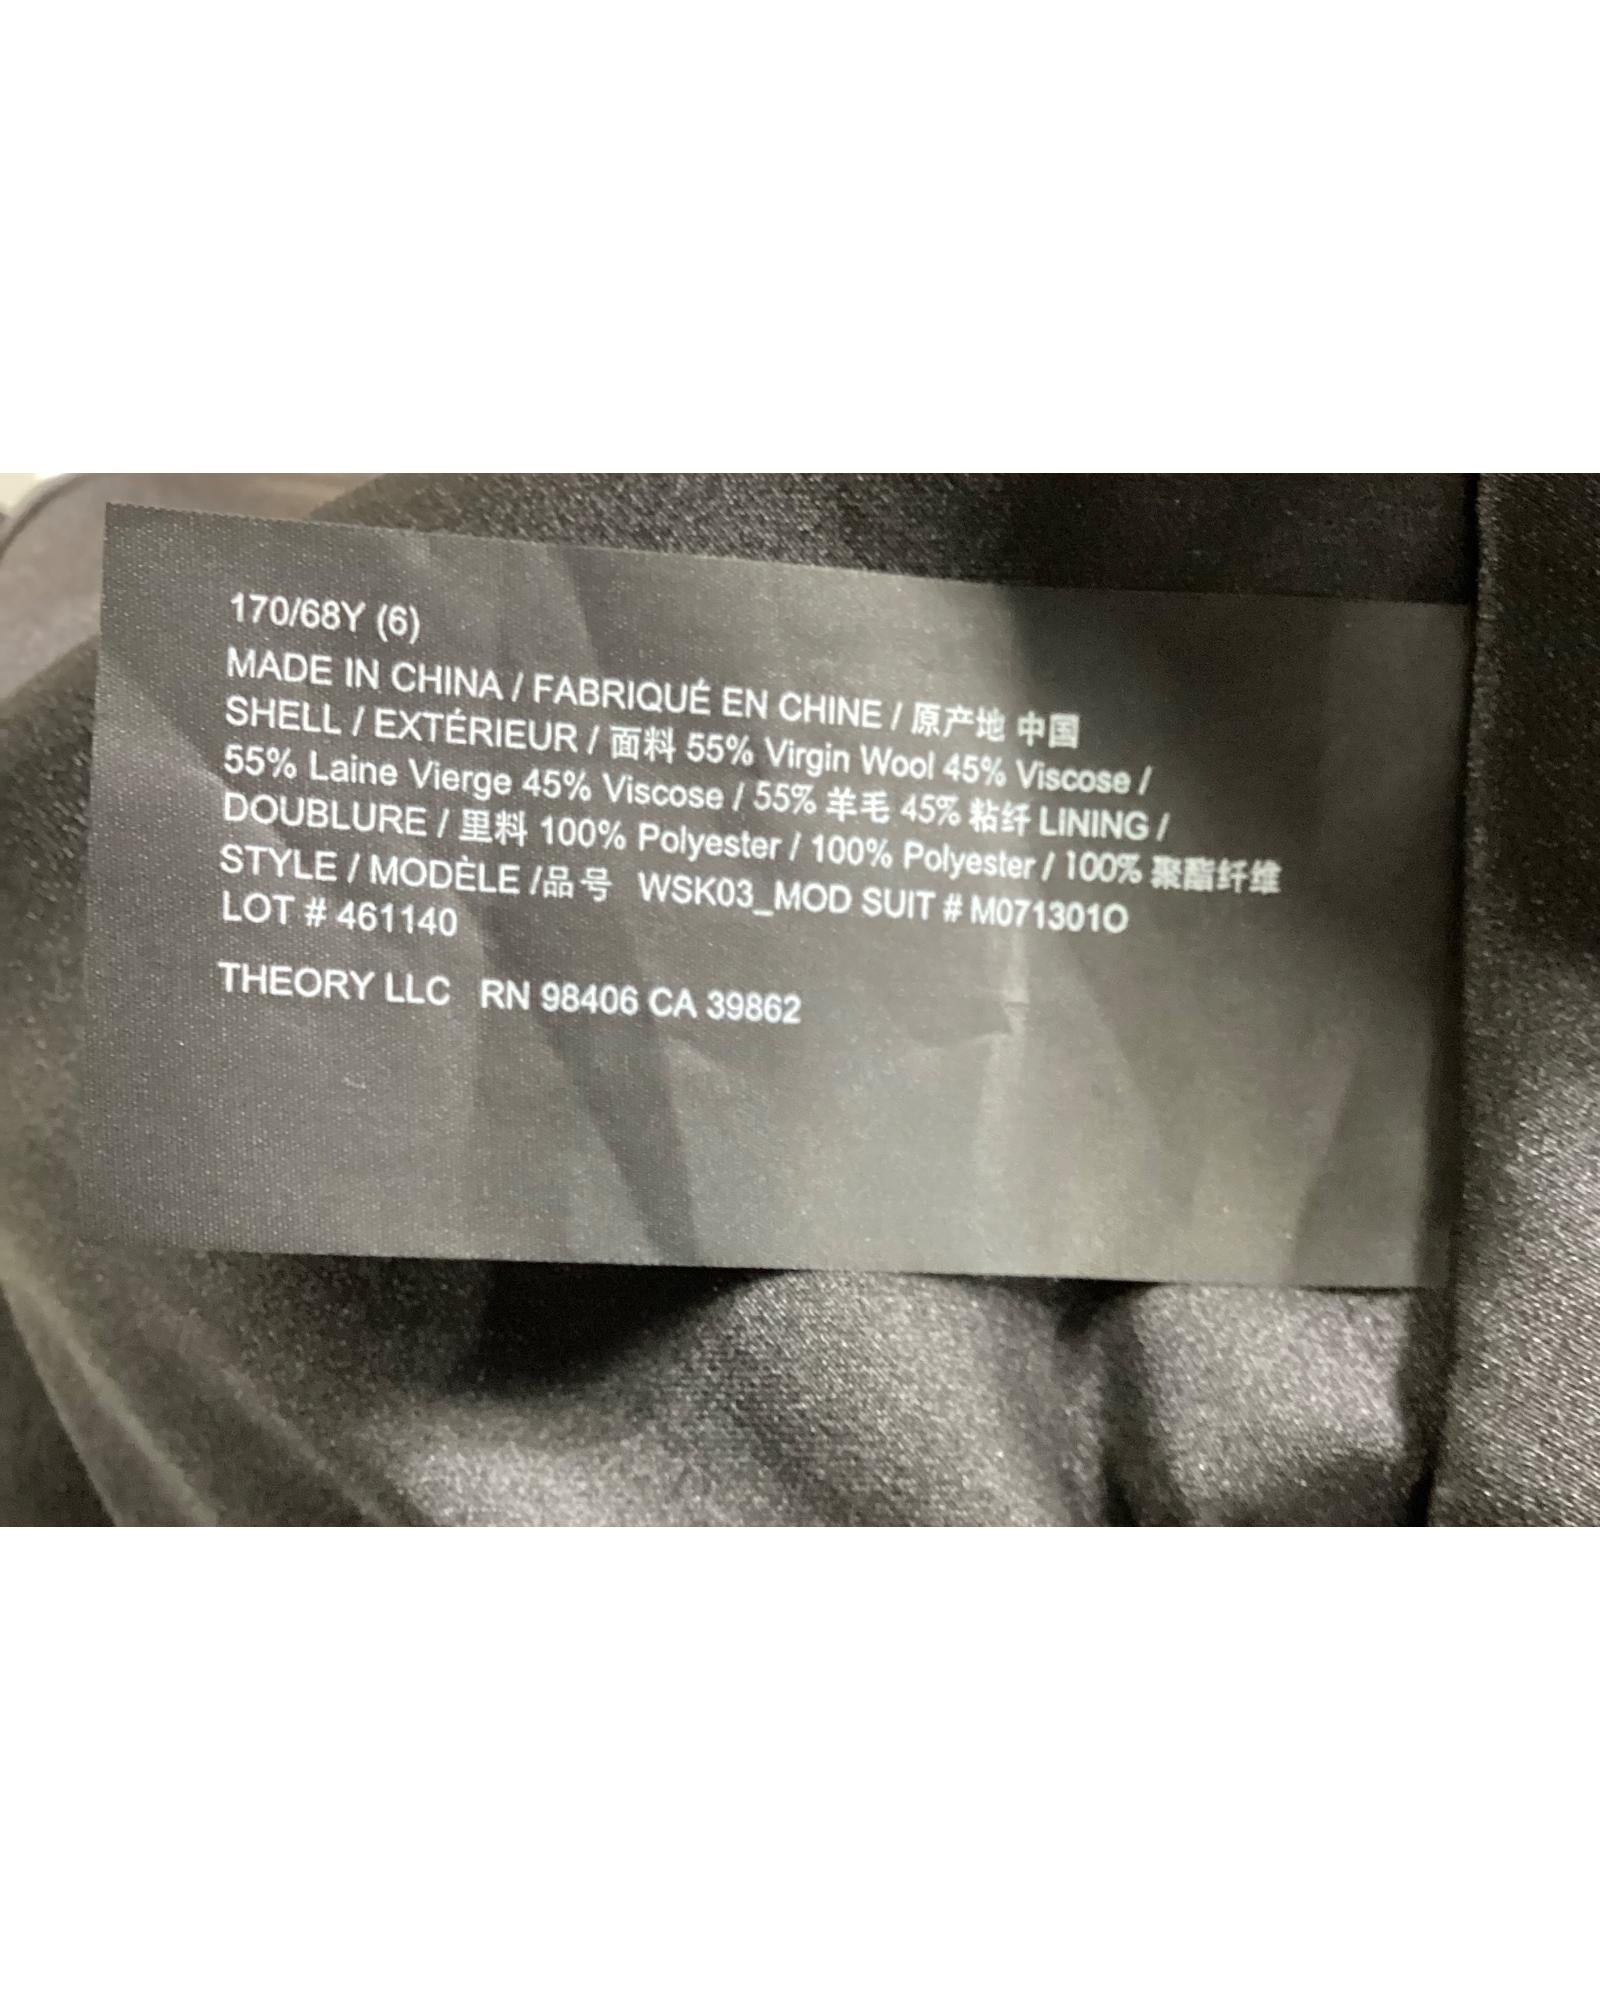 170/68Y (6)
MADE IN CHINA / FABRIQUÉ EN CHINE / 原产地 中国
SHELL / EXTÉRIEUR / 面料 55% Virgin Wool 45% Viscose /
55% Laine Vierge 45% Viscose / 55% 羊毛 45% 粘纤 LINING /
DOUBLURE / 里料 100% Polyester / 100% Polyester / 100% 聚酯纤维
STYLE / MODÈLE /品号 WSK03_MOD SUIT # M071301O
LOT # 461140
THEORY LLC RN 98406 CA 39862